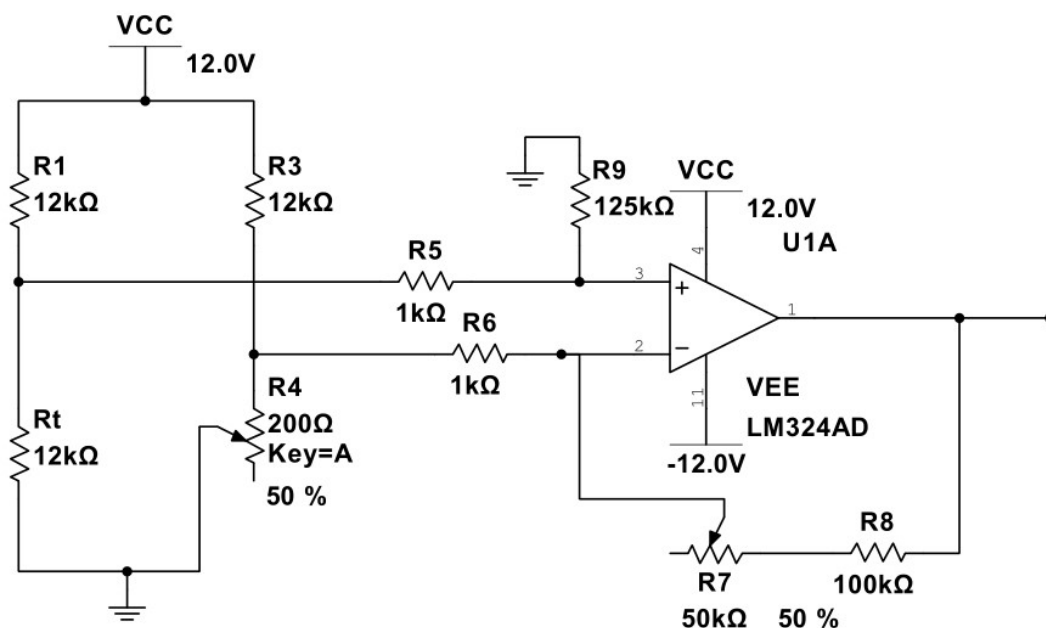 VCC
12.0V
R1
12kΩ
R3
12kΩ
R9
125kΩ
VCC
12.0V
4
U1A
R5
1kΩ
3
+
1
R6
1kΩ
2
−
R4
200Ω
Key=A
50 %
Rt
12kΩ
11
VEE
LM324AD
-12.0V
R7
50kΩ 50 %
R8
100kΩ